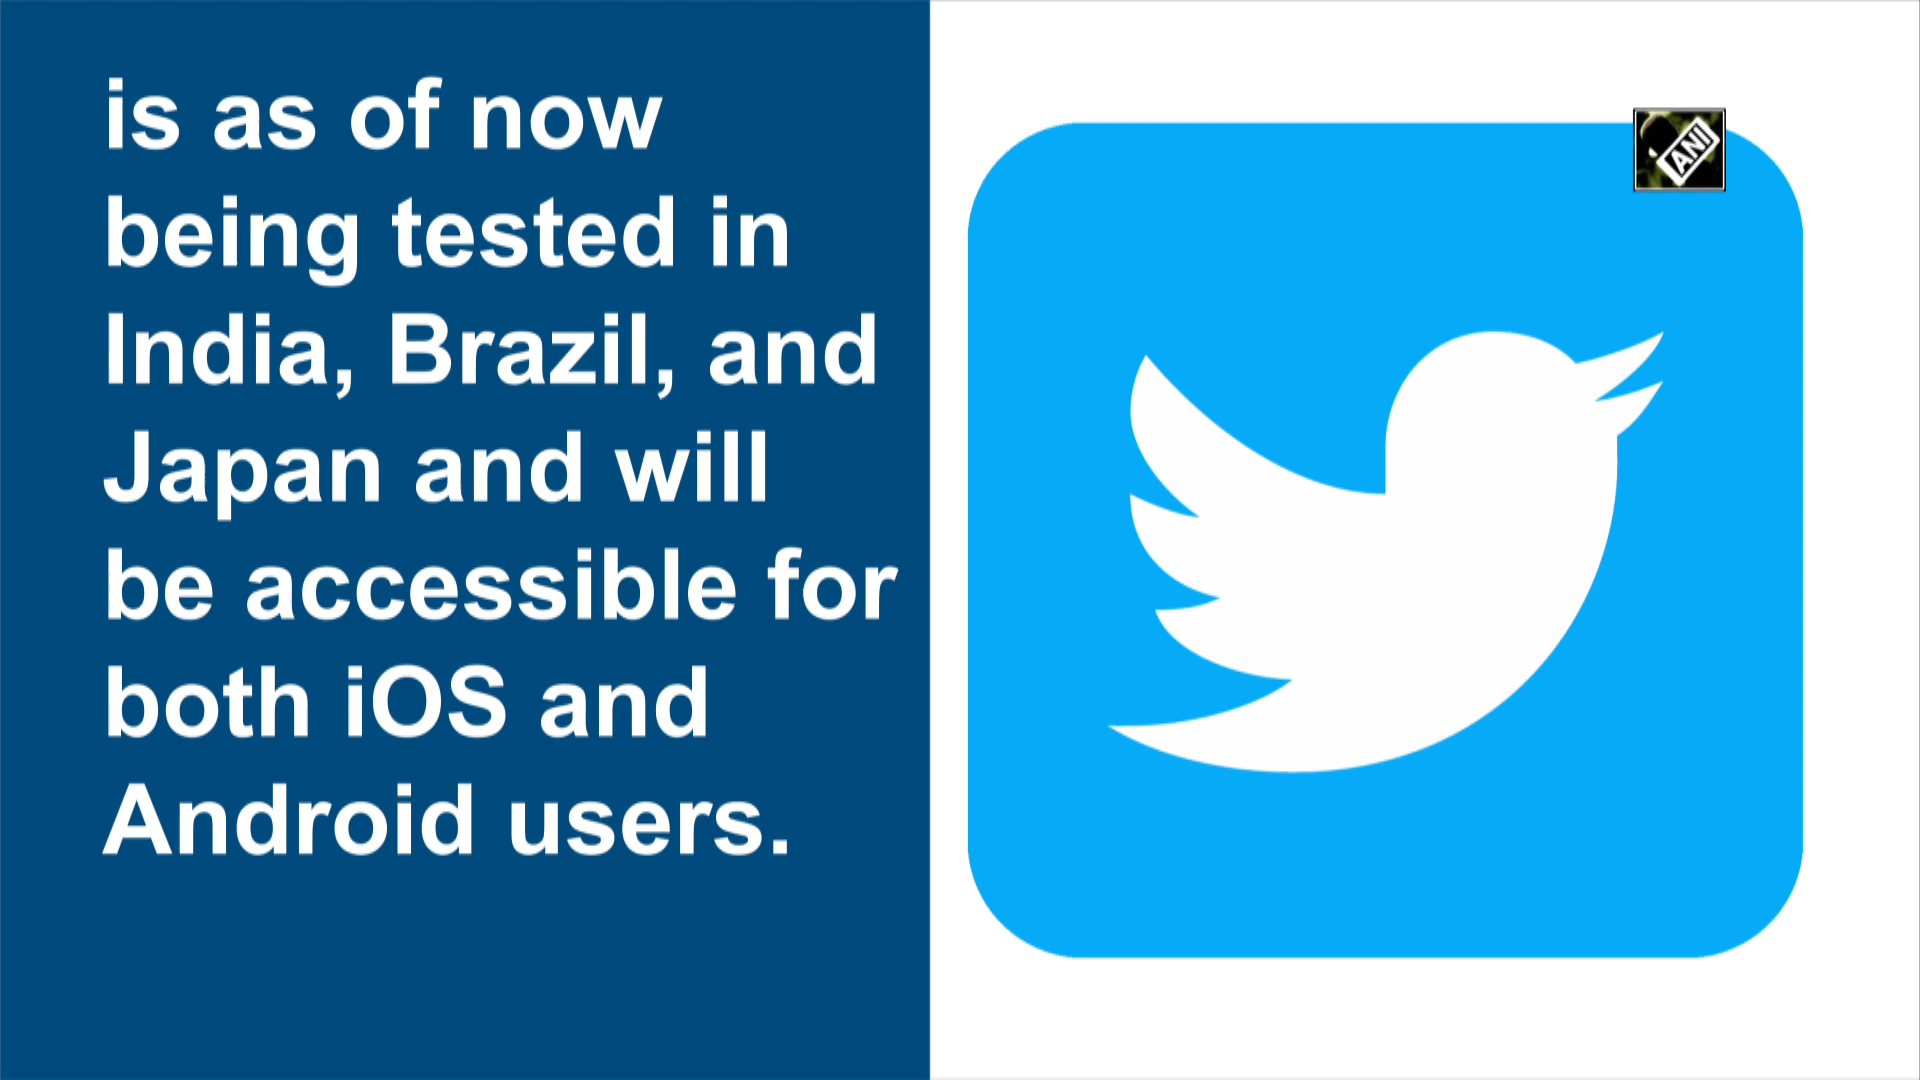 is as of now
being tested in
India, Brazil, and
Japan and will
be accessible for
both iOS and
Android users.
ANI